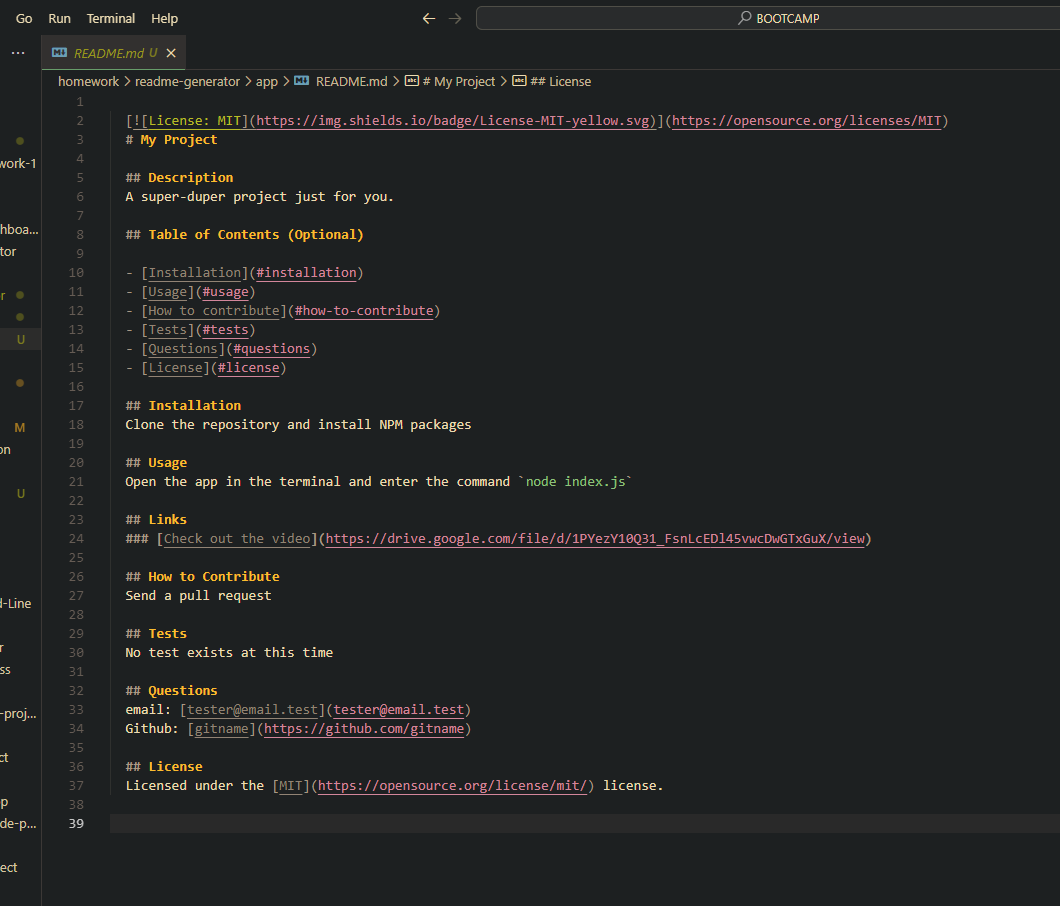 Go Run Terminal Help
← → BOOTCAMP
... README.md U ×
homework > readme-generator > app > README.md > # My Project > ## License
1
2 [![License: MIT](https://img.shields.io/badge/License-MIT-yellow.svg)](https://opensource.org/licenses/MIT)
3 # My Project
4
5 ## Description
6 A super-duper project just for you.
7
8 ## Table of Contents (Optional)
9
10 - [Installation](#installation)
11 - [Usage](#usage)
12 - [How to contribute](#how-to-contribute)
13 - [Tests](#tests)
14 - [Questions](#questions)
15 - [License](#license)
16
17 ## Installation
18 Clone the repository and install NPM packages
19
20 ## Usage
21 Open the app in the terminal and enter the command `node index.js`
22
23 ## Links
24 ### [Check out the video](https://drive.google.com/file/d/1PYezY10Q31_FsnLcEDl45vwcDwGTxGuX/view)
25
26 ## How to Contribute
27 Send a pull request
28
29 ## Tests
30 No test exists at this time
31
32 ## Questions
33 email: [tester@email.test](tester@email.test)
34 Github: [gitname](https://github.com/gitname)
35
36 ## License
37 Licensed under the [MIT](https://opensource.org/license/mit/) license.
38
39
work-1
hboa...
tor
r
U
M
on
U
d-Line
r
ss
-proj...
ct
p
de-p...
ect